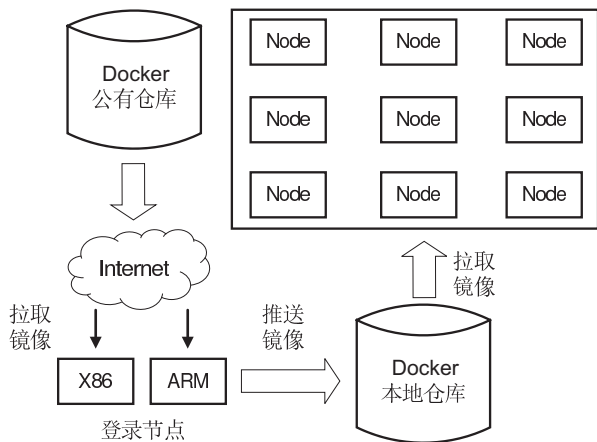 Docker
公有仓库
Node Node Node
Node Node Node
Node Node Node
Internet
拉取
镜像
X86
ARM
登录节点
推送
镜像
Docker
本地仓库
拉取
镜像